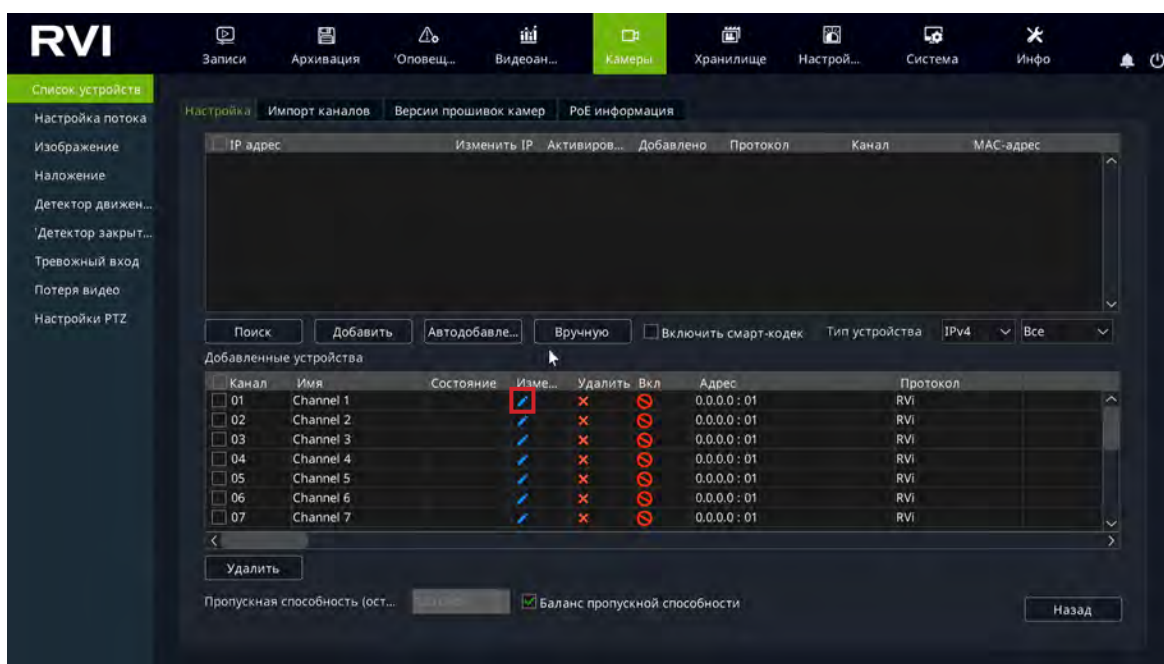 RVI
Записи Архивация 'Оповещ... Видеоан... Камеры Хранилище Настрой... Система Инфо
Список устройств
Настройка потока
Изображение
Наложение
Детектор движен...
'Детектор закрыт...
Тревожный вход
Потеря видео
Настройки PTZ
Настройка Импорт каналов Версии прошивок камер PoE информация
IP адрес Изменить IP Активиров... Добавлено Протокол Канал МАС-адрес
Поиск Добавить Автодобавле... Вручную Включить смарт-кодек Тип устройства IPv4 Все
Добавленные устройства
Канал Имя Состояние Изме... Удалить Вкл Адрес Протокол
01 Channel 1 0.0.0.0 : 01 RVi
02 Channel 2 0.0.0.0 : 01 RVi
03 Channel 3 0.0.0.0 : 01 RVi
04 Channel 4 0.0.0.0 : 01 RVi
05 Channel 5 0.0.0.0 : 01 RVi
06 Channel 6 0.0.0.0 : 01 RVi
07 Channel 7 0.0.0.0 : 01 RVi
Удалить
Пропускная способность (ост... Баланс пропускной способности
Назад